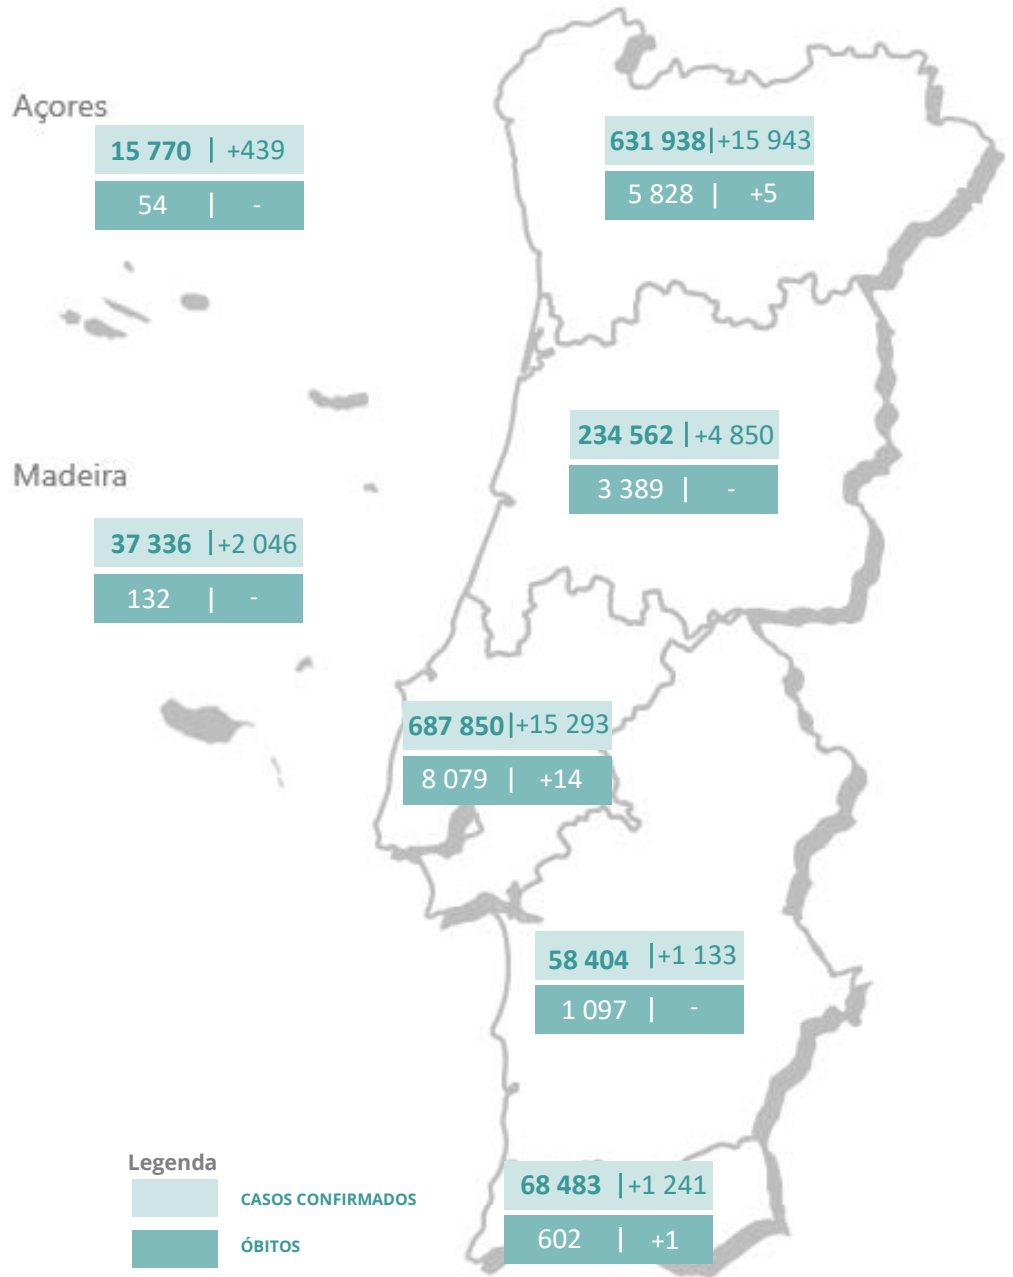 Açores
15 770 | +439
54 | -
631 938 | +15 943
5 828 | +5
234 562 | +4 850
3 389 | -
Madeira
37 336 | +2 046
132 | -
687 850 | +15 293
8 079 | +14
58 404 | +1 133
1 097 | -
68 483 | +1 241
602 | +1
Legenda
CASOS CONFIRMADOS
ÓBITOS